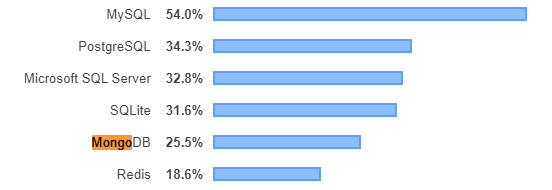 MySQL 54.0%
PostgreSQL 34.3%
Microsoft SQL Server 32.8%
SQLite 31.6%
MongoDB 25.5%
Redis 18.6%